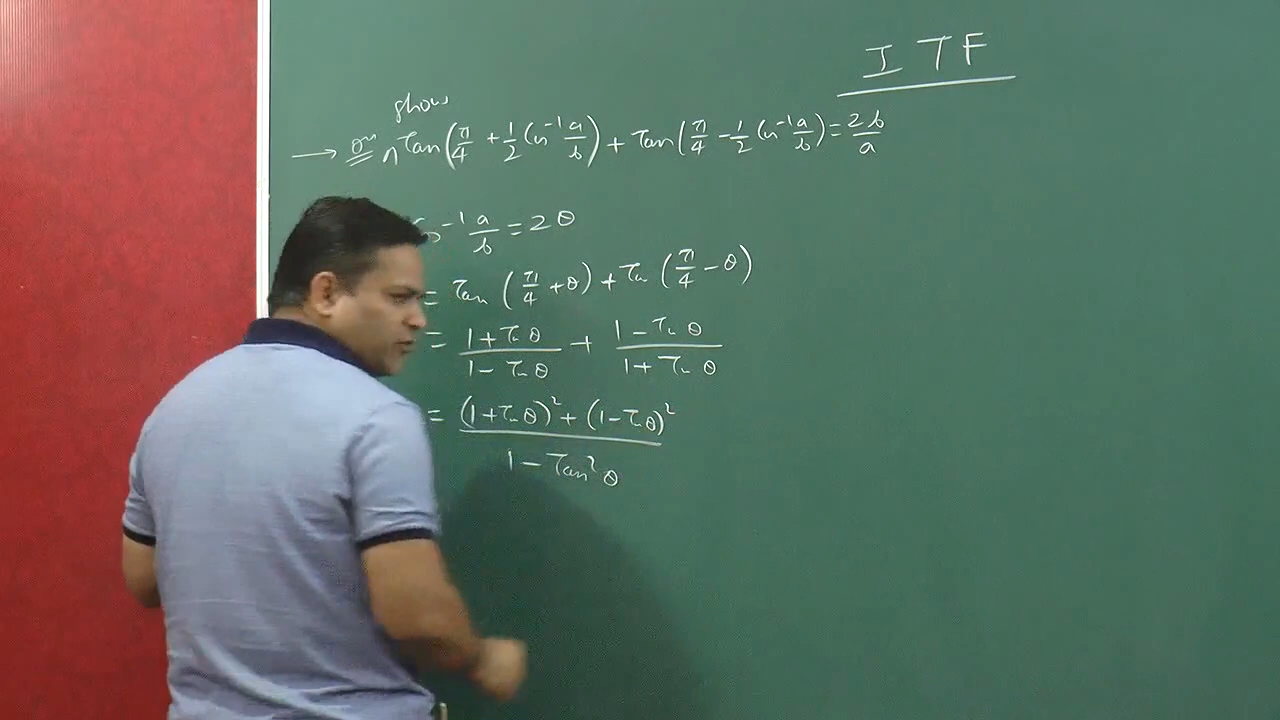 I T F
show
→ Qn Tan(π/4 + 1/2 Cos⁻¹ a/b) + Tan(π/4 - 1/2 Cos⁻¹ a/b) = 2b/a
⁻¹ a/b = 2θ
= Tan (π/4 + θ) + Tan (π/4 - θ)
= (1 + Tan θ)/(1 - Tan θ) + (1 - Tan θ)/(1 + Tan θ)
= ((1 + Tan θ)² + (1 - Tan θ)²)/(1 - Tan² θ)